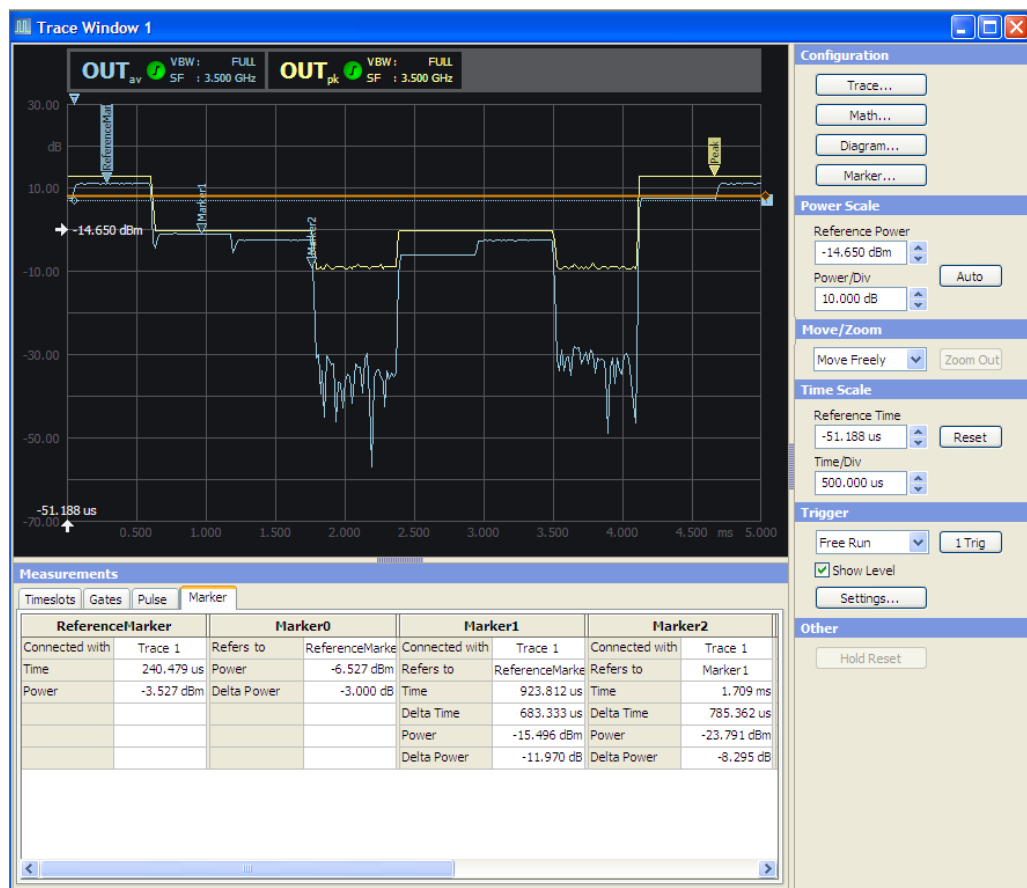 Trace Window 1
OUTav VBW: FULL SF : 3.500 GHz
OUTpk VBW: FULL SF : 3.500 GHz
30.00
dB
10.00
-14.650 dBm
-10.00
-30.00
-50.00
-51.188 us
-70.00
ReferenceMar
Marker1
Marker2
Peak
0.500 1.000 1.500 2.000 2.500 3.000 3.500 4.000 4.500 ms 5.000
Configuration
Trace...
Math...
Diagram...
Marker...
Power Scale
Reference Power
-14.650 dBm
Power/Div
10.000 dB
Auto
Move/Zoom
Move Freely
Zoom Out
Time Scale
Reference Time
-51.188 us
Reset
Time/Div
500.000 us
Trigger
Free Run
1 Trig
Show Level
Settings...
Other
Hold Reset
Measurements
Timeslots Gates Pulse Marker
ReferenceMarker Marker0 Marker1 Marker2
Connected with Trace 1 Refers to ReferenceMarke Connected with Trace 1 Connected with Trace 1
Time 240.479 us Power -6.527 dBm Refers to ReferenceMarke Refers to Marker1
Power -3.527 dBm Delta Power -3.000 dB Time 923.812 us Time 1.709 ms
Delta Time 683.333 us Delta Time 785.362 us
Power -15.496 dBm Power -23.791 dBm
Delta Power -11.970 dB Delta Power -8.295 dB